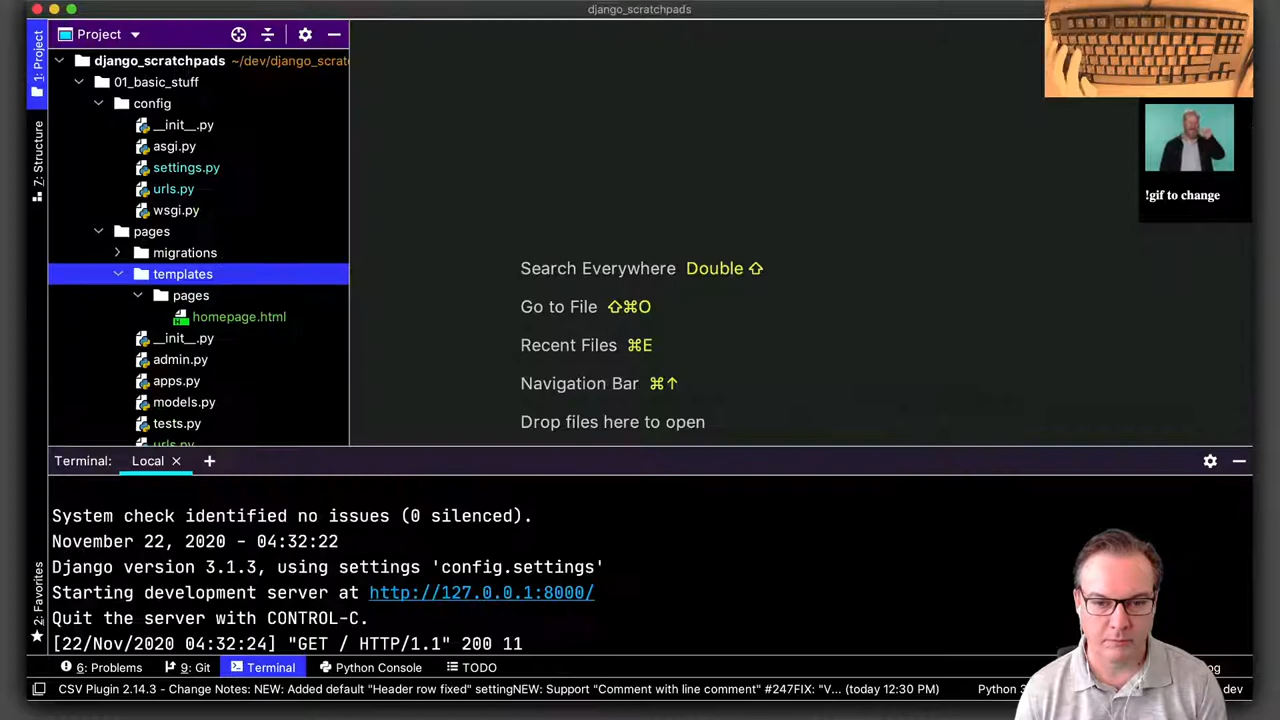 django_scratchpads
1: Project
Project
django_scratchpads ~/dev/django_scrat
01_basic_stuff
config
__init__.py
asgi.py
settings.py
urls.py
wsgi.py
pages
migrations
templates
pages
homepage.html
__init__.py
admin.py
apps.py
models.py
tests.py
urls.py
7: Structure
2: Favorites
Search Everywhere Double ⇧
Go to File ⇧⌘O
Recent Files ⌘E
Navigation Bar ⌘↑
Drop files here to open
!gif to change
Terminal: Local × +
System check identified no issues (0 silenced).
November 22, 2020 - 04:32:22
Django version 3.1.3, using settings 'config.settings'
Starting development server at http://127.0.0.1:8000/
Quit the server with CONTROL-C.
[22/Nov/2020 04:32:24] "GET / HTTP/1.1" 200 11
6: Problems 9: Git Terminal Python Console TODO
CSV Plugin 2.14.3 - Change Notes: NEW: Added default "Header row fixed" settingNEW: Support "Comment with line comment" #247FIX: "V... (today 12:30 PM) Python 3 dev